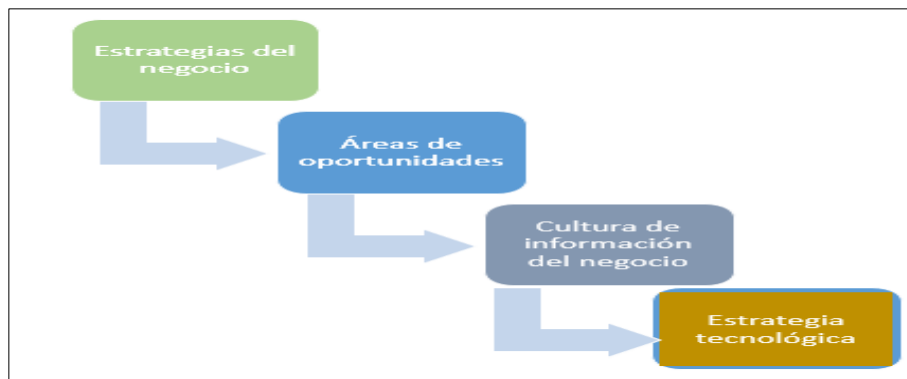 Estrategias del
negocio
Áreas de
oportunidades
Cultura de
información
del negocio
Estrategia
tecnológica